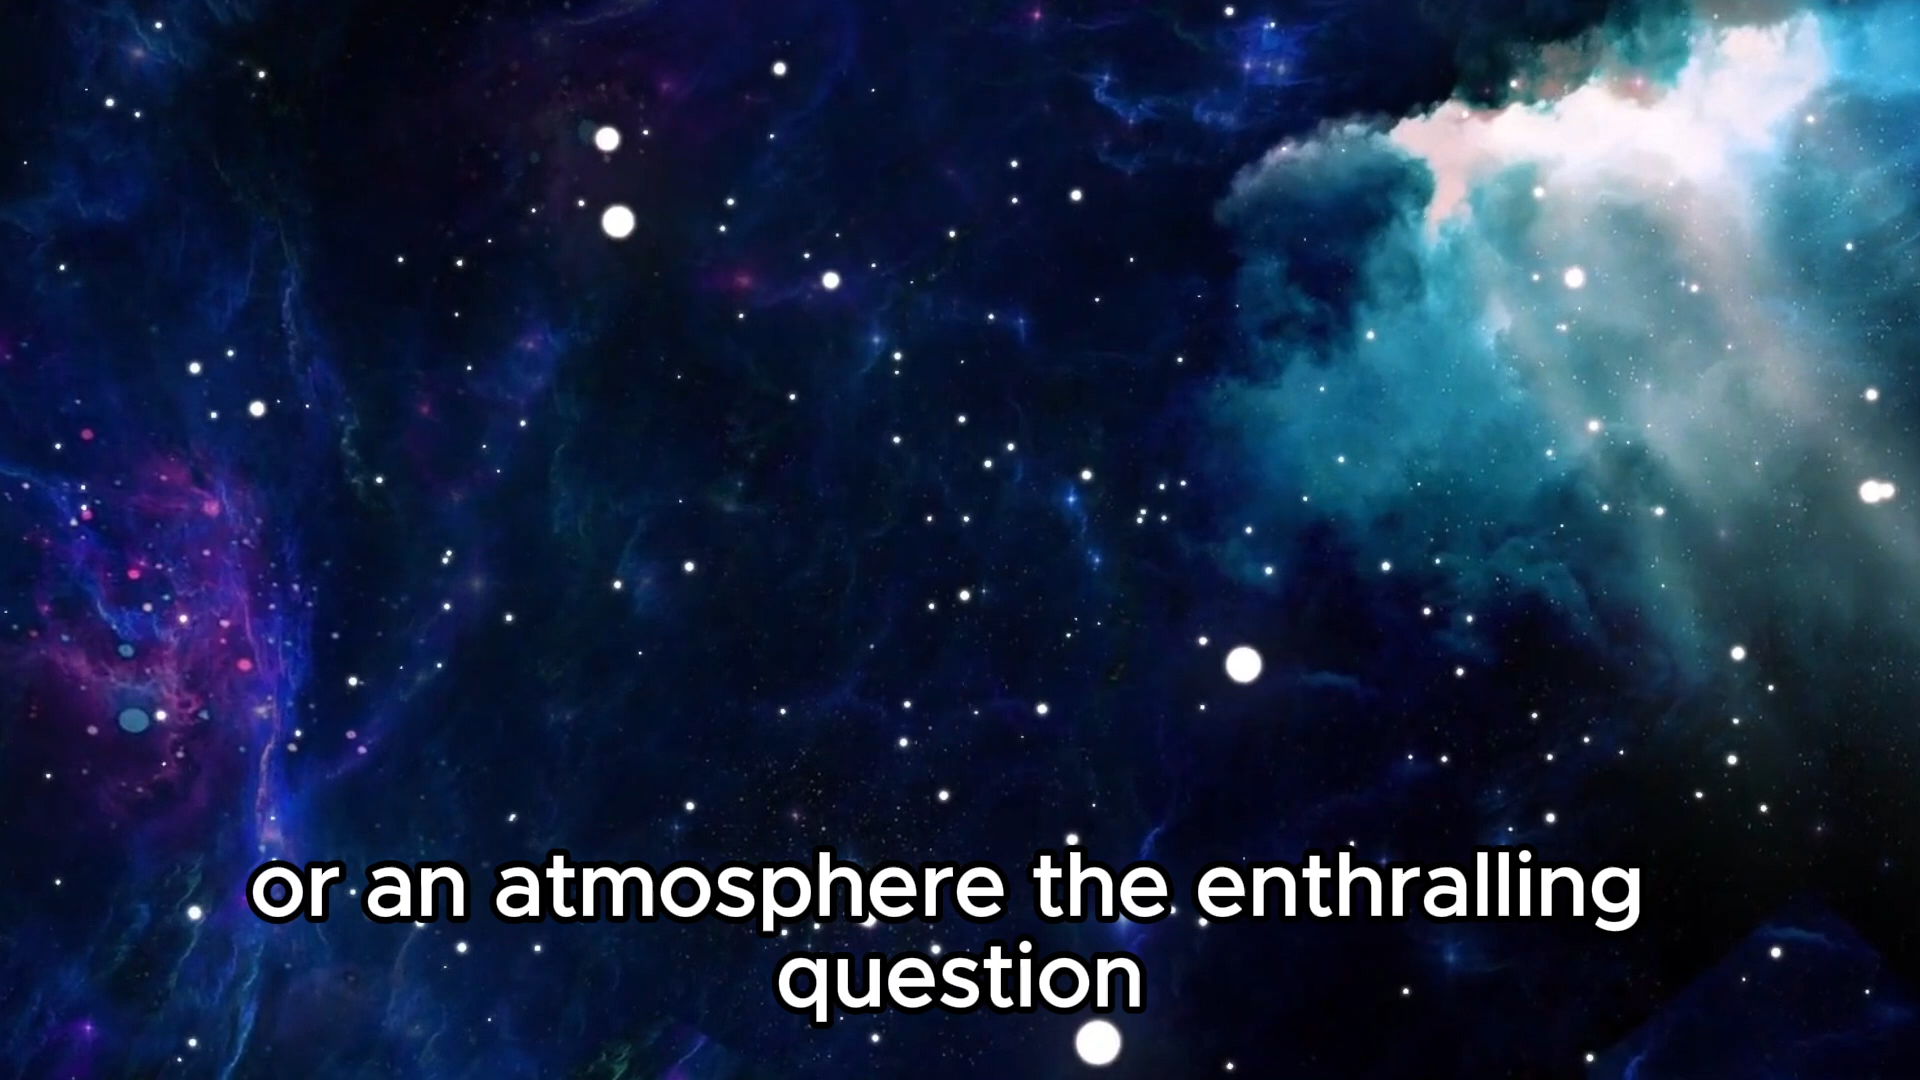 or an atmosphere the enthralling
question